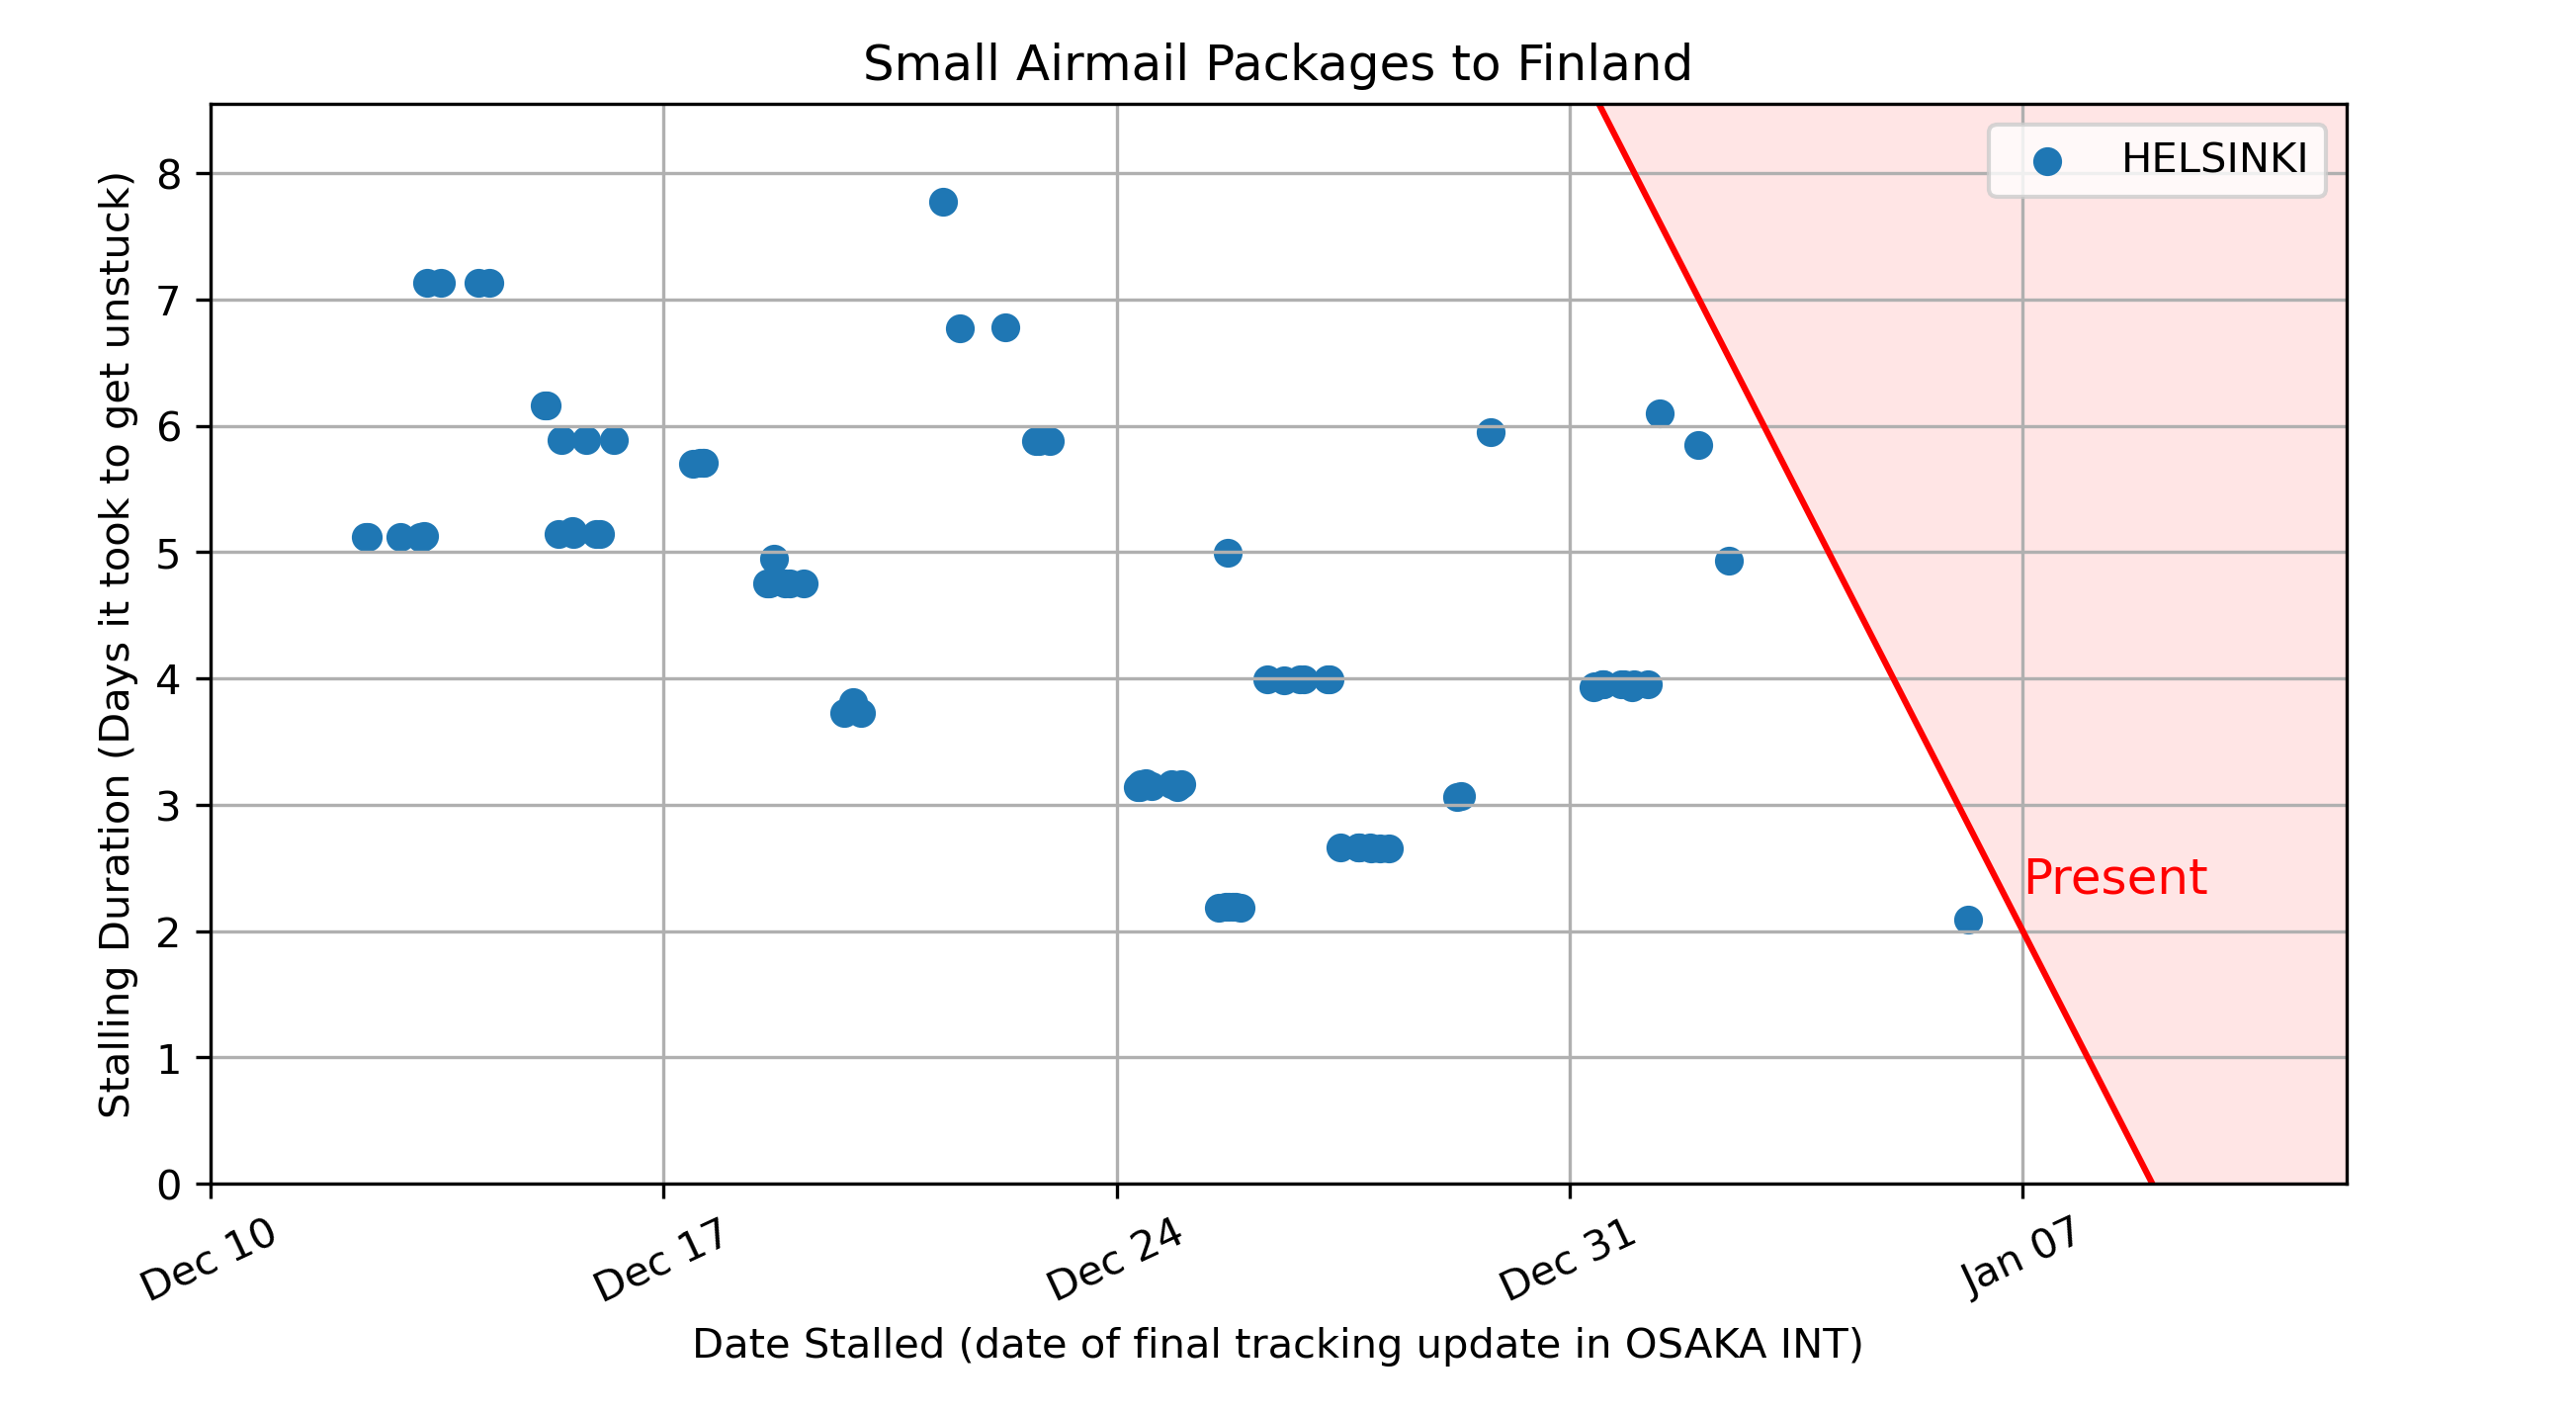 Small Airmail Packages to Finland
HELSINKI
Stalling Duration (Days it took to get unstuck)
8
7
6
5
4
3
2
1
0
Present
Dec 10
Dec 17
Dec 24
Dec 31
Jan 07
Date Stalled (date of final tracking update in OSAKA INT)